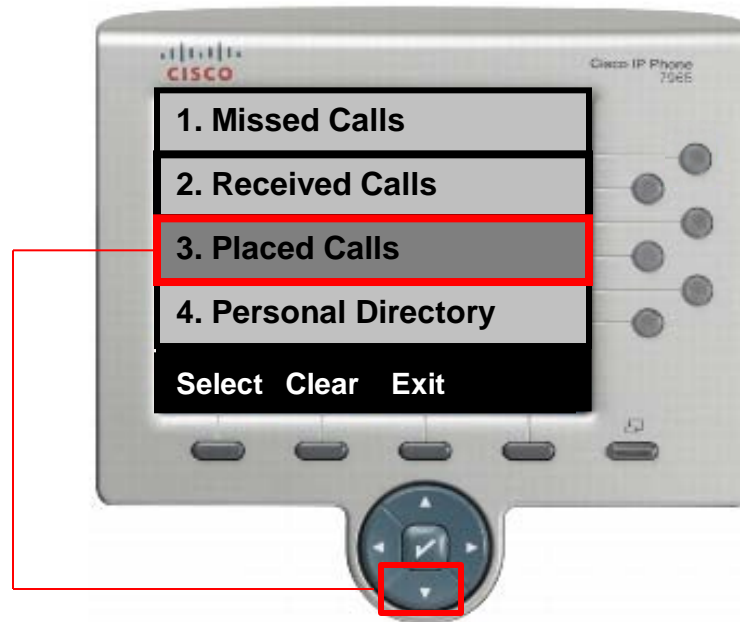 CISCO
Cisco IP Phone
7965
1. Missed Calls
2. Received Calls
3. Placed Calls
4. Personal Directory
Select Clear Exit